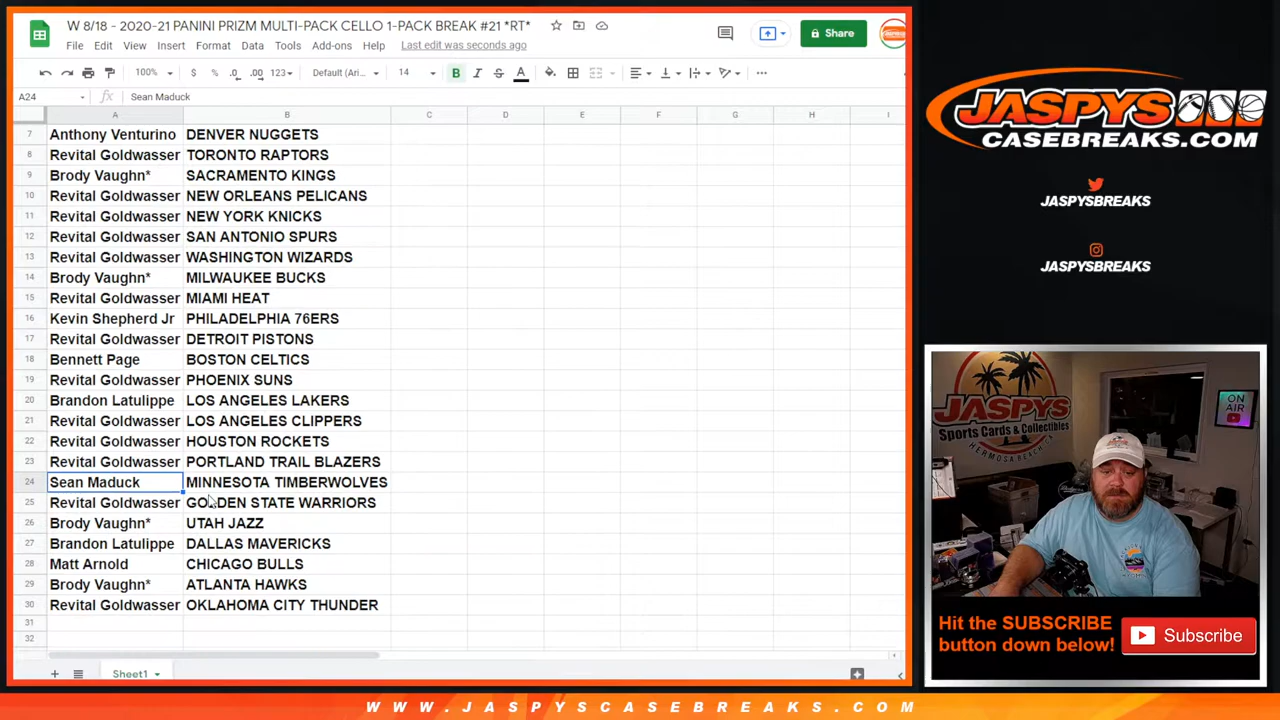 W 8/18 - 2020-21 PANINI PRIZM MULTI-PACK CELLO 1-PACK BREAK #21 *RT*
File Edit View Insert Format Data Tools Add-ons Help Last edit was seconds ago
Share
100% $ % .0 .00 123 Default (Ari... 14 B I S A
A24 fx Sean Maduck
A B C D E F G H I
7 Anthony Venturino DENVER NUGGETS
8 Revital Goldwasser TORONTO RAPTORS
9 Brody Vaughn* SACRAMENTO KINGS
10 Revital Goldwasser NEW ORLEANS PELICANS
11 Revital Goldwasser NEW YORK KNICKS
12 Revital Goldwasser SAN ANTONIO SPURS
13 Revital Goldwasser WASHINGTON WIZARDS
14 Brody Vaughn* MILWAUKEE BUCKS
15 Revital Goldwasser MIAMI HEAT
16 Kevin Shepherd Jr PHILADELPHIA 76ERS
17 Revital Goldwasser DETROIT PISTONS
18 Bennett Page BOSTON CELTICS
19 Revital Goldwasser PHOENIX SUNS
20 Brandon Latulippe LOS ANGELES LAKERS
21 Revital Goldwasser LOS ANGELES CLIPPERS
22 Revital Goldwasser HOUSTON ROCKETS
23 Revital Goldwasser PORTLAND TRAIL BLAZERS
24 Sean Maduck MINNESOTA TIMBERWOLVES
25 Revital Goldwasser GOLDEN STATE WARRIORS
26 Brody Vaughn* UTAH JAZZ
27 Brandon Latulippe DALLAS MAVERICKS
28 Matt Arnold CHICAGO BULLS
29 Brody Vaughn* ATLANTA HAWKS
30 Revital Goldwasser OKLAHOMA CITY THUNDER
31
32
Sheet1
JASPYS
CASEBREAKS.COM
JASPYSBREAKS
JASPYSBREAKS
JASPYS
Sports Cards & Collectibles
HERMOSA BEACH
ON AIR
Hit the SUBSCRIBE
button down below!
Subscribe
WWW.JASPYSCASEBREAKS.COM